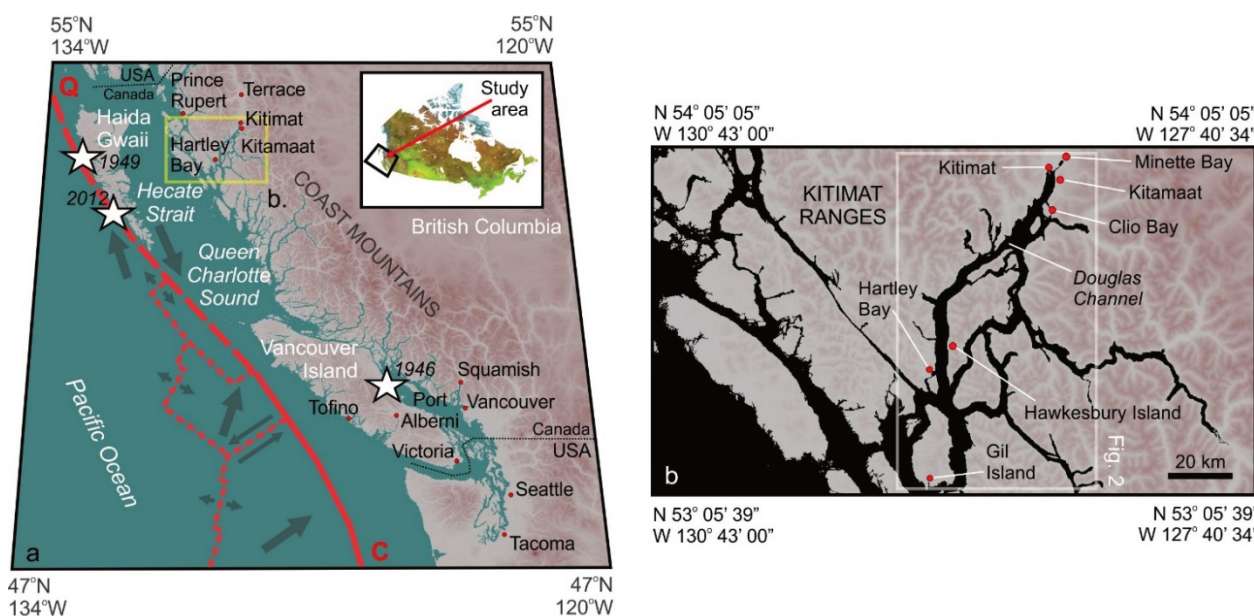 55°N
134°W
55°N
120°W
Q
USA
Canada
Prince
Rupert
Terrace
Kitimat
Kitamaat
Haida
Gwaii
Hartley
Bay
1949
2012
Hecate
Strait
b.
Study
area
British Columbia
COAST MOUNTAINS
Queen
Charlotte
Sound
Vancouver
Island
1946
Squamish
Port
Alberni
Vancouver
Tofino
Canada
USA
Victoria
Pacific Ocean
Seattle
Tacoma
C
a
47°N
134°W
47°N
120°W
N 54° 05' 05"
W 130° 43' 00"
N 54° 05' 05"
W 127° 40' 34"
Kitimat
Minette Bay
KITIMAT
RANGES
Kitamaat
Clio Bay
Douglas
Channel
Hartley
Bay
Hawkesbury Island
Gil
Island
Fig. 2
20 km
b
N 53° 05' 39"
W 130° 43' 00"
N 53° 05' 39"
W 127° 40' 34"